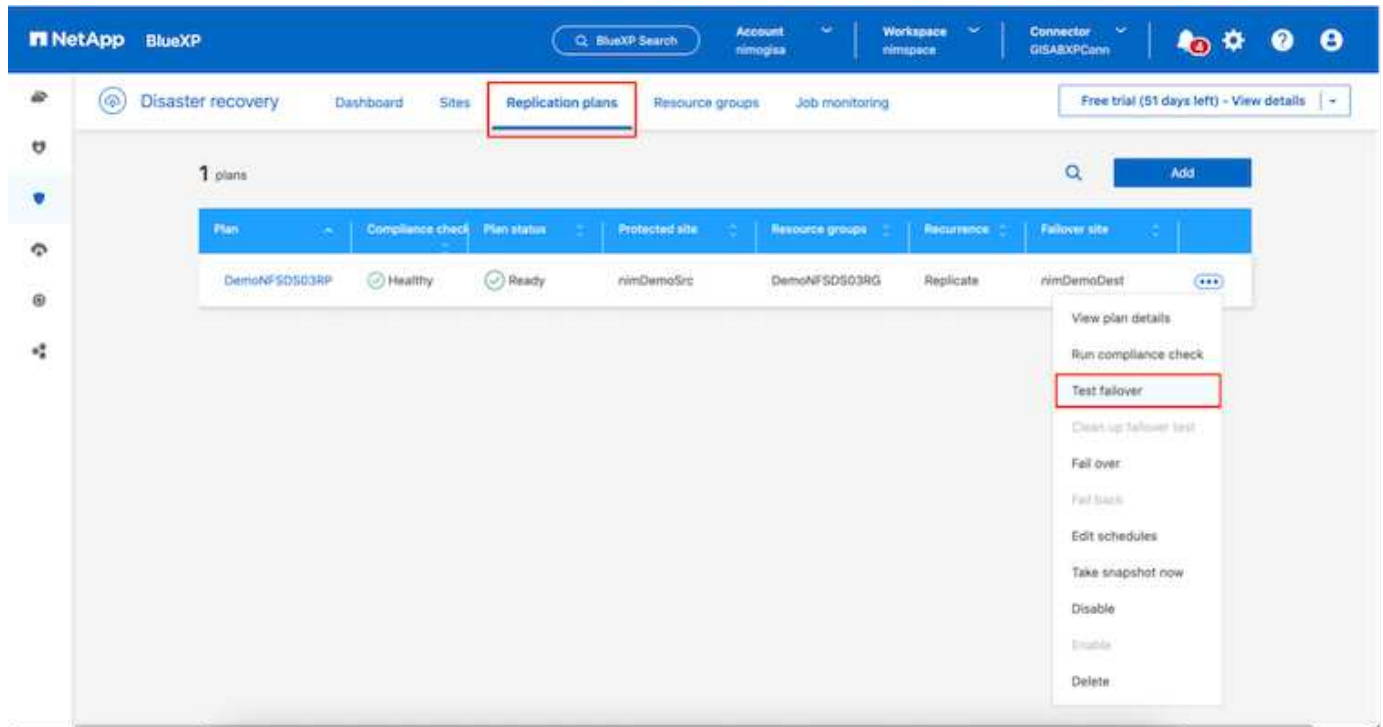 NetApp BlueXP
BlueXP Search
Account
nimogisa
Workspace
nimspace
Connector
GISABXPConn
4
?
Disaster recovery
Dashboard
Sites
Replication plans
Resource groups
Job monitoring
Free trial (51 days left) - View details
1 plans
Add
Plan
Compliance check
Plan status
Protected site
Resource groups
Recurrence
Failover site
DemoNFSDS03RP
Healthy
Ready
nimDemoSrc
DemoNFSDS03RG
Replicate
nimDemoDest
View plan details
Run compliance check
Test failover
Clean up failover test
Fail over
Fail back
Edit schedules
Take snapshot now
Disable
Enable
Delete